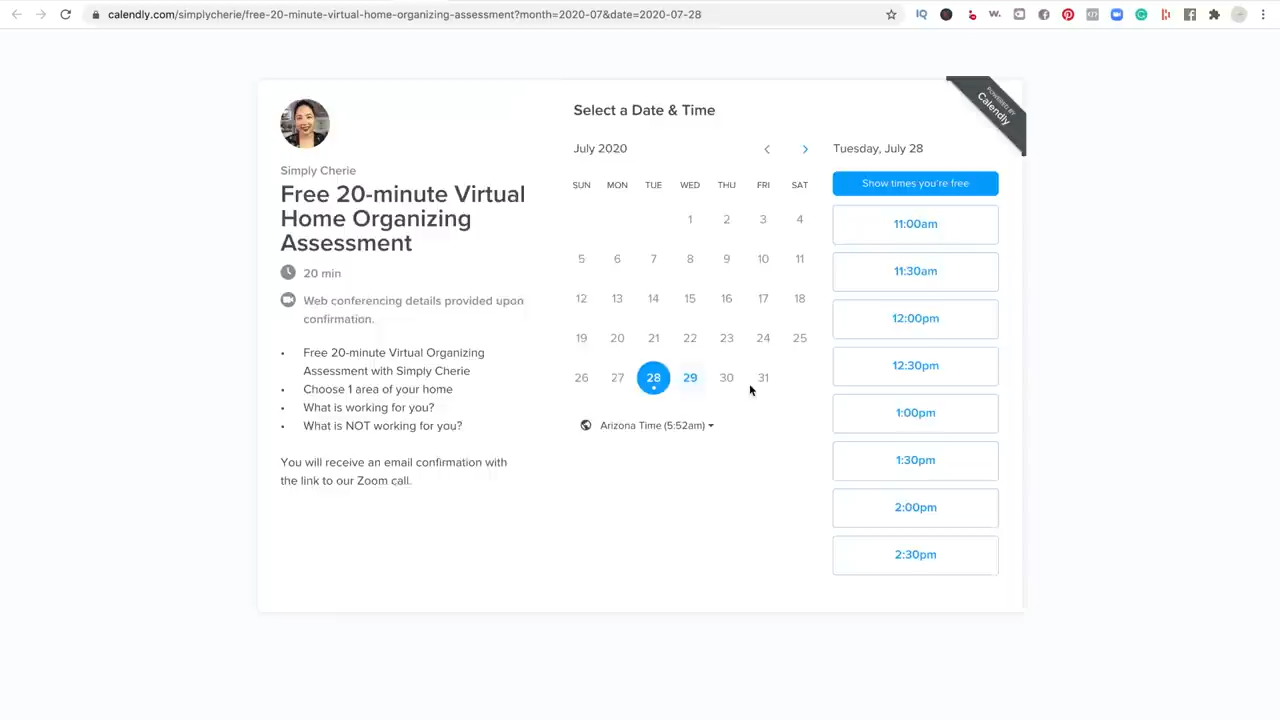 calendly.com/simplycherie/free-20-minute-virtual-home-organizing-assessment?month=2020-07&date=2020-07-28
POWERED BY
Calendly
Simply Cherie
Free 20-minute Virtual
Home Organizing
Assessment
20 min
Web conferencing details provided upon
confirmation.
• Free 20-minute Virtual Organizing
Assessment with Simply Cherie
• Choose 1 area of your home
• What is working for you?
• What is NOT working for you?
You will receive an email confirmation with
the link to our Zoom call.
Select a Date & Time
July 2020
SUN MON TUE WED THU FRI SAT
1 2 3 4
5 6 7 8 9 10 11
12 13 14 15 16 17 18
19 20 21 22 23 24 25
26 27 28 29 30 31
Arizona Time (5:52am)
Tuesday, July 28
Show times you're free
11:00am
11:30am
12:00pm
12:30pm
1:00pm
1:30pm
2:00pm
2:30pm